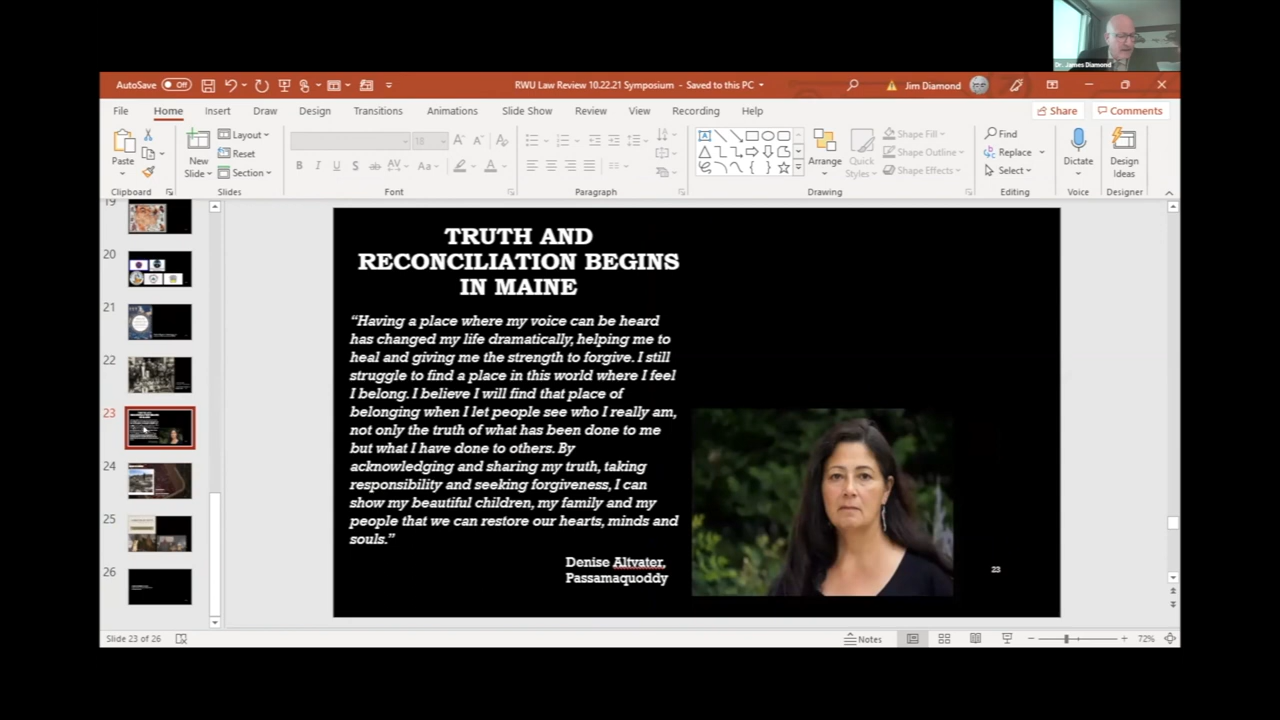 Dr. James Diamond
AutoSave Off
RWU Law Review 10.22.21 Symposium - Saved to this PC
Jim Diamond
File Home Insert Draw Design Transitions Animations Slide Show Review View Recording Help
Share Comments
Paste
New Slide
Layout
Reset
Section
18
Arrange
Quick Styles
Shape Fill
Shape Outline
Shape Effects
Find
Replace
Select
Dictate
Design Ideas
Clipboard Slides Font Paragraph Drawing Editing Voice Designer
19
20
21
22
23
24
25
26
TRUTH AND
RECONCILIATION BEGINS
IN MAINE
“Having a place where my voice can be heard
has changed my life dramatically, helping me to
heal and giving me the strength to forgive. I still
struggle to find a place in this world where I feel
I belong. I believe I will find that place of
belonging when I let people see who I really am,
not only the truth of what has been done to me
but what I have done to others. By
acknowledging and sharing my truth, taking
responsibility and seeking forgiveness, I can
show my beautiful children, my family and my
people that we can restore our hearts, minds and
souls.”
Denise Altvater,
Passamaquoddy
23
Slide 23 of 26
Notes
72%